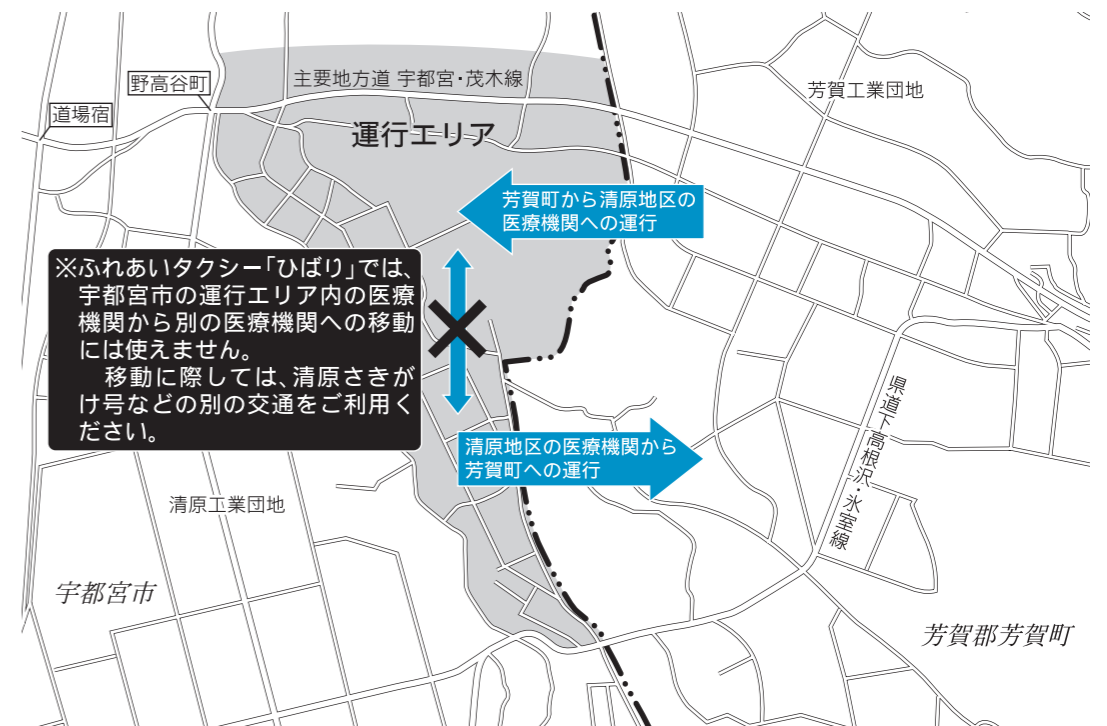 主要地方道 宇都宮・茂木線
野高谷町
芳賀工業団地
道場宿
運行エリア
芳賀町から清原地区の
医療機関への運行
※ふれあいタクシー「ひばり」では、
宇都宮市の運行エリア内の医療
機関から別の医療機関への移動
には使えません。
移動に際しては、清原さきが
け号などの別の交通をご利用く
ださい。
県道下高根沢・氷室線
清原地区の医療機関から
芳賀町への運行
清原工業団地
宇都宮市
芳賀郡芳賀町